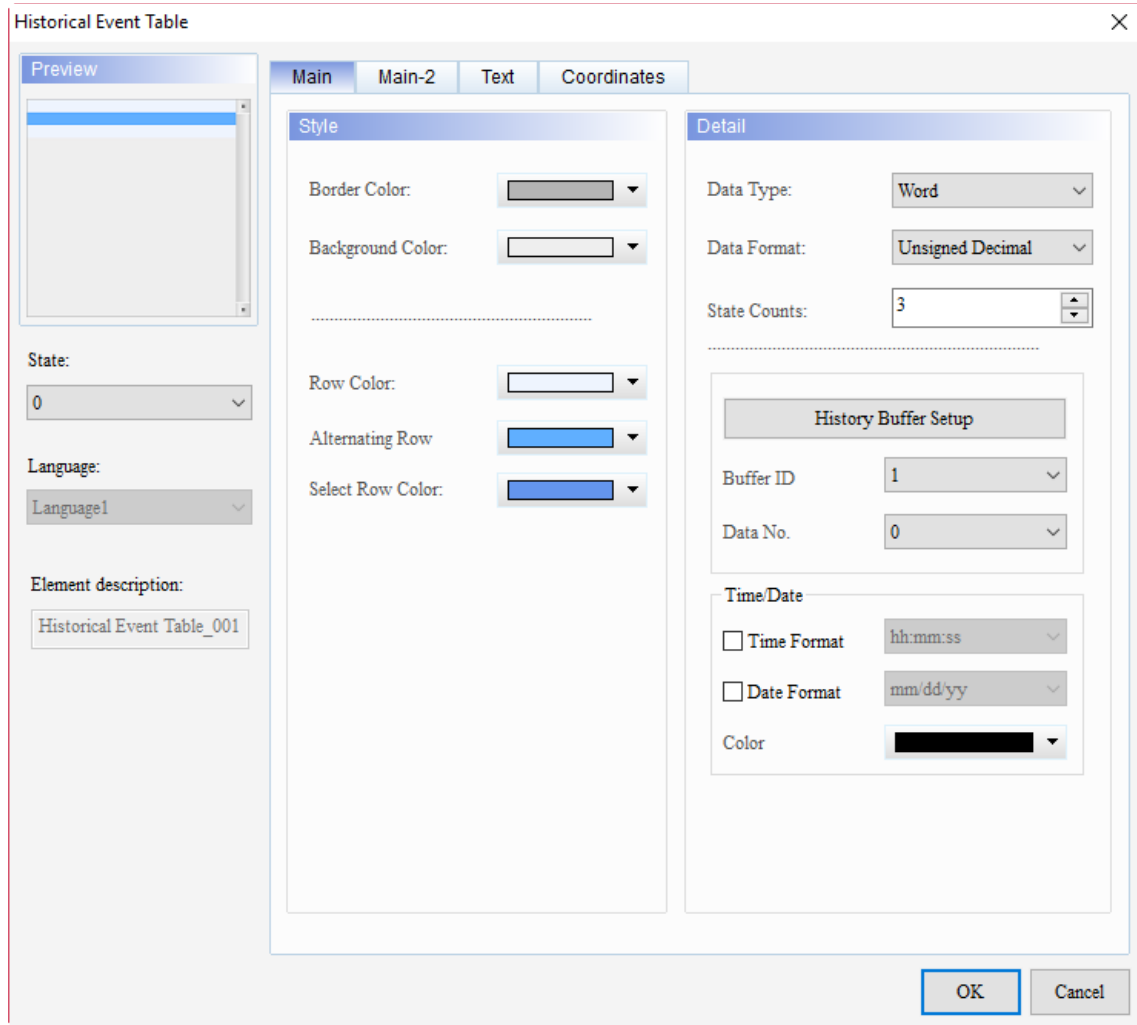 Historical Event Table
Preview
State:
0
Language:
Language1
Element description:
Historical Event Table_001
Main
Main-2
Text
Coordinates
Style
Border Color:
Background Color:
Row Color:
Alternating Row
Select Row Color:
Detail
Data Type:
Word
Data Format:
Unsigned Decimal
State Counts:
3
History Buffer Setup
Buffer ID
1
Data No.
0
Time/Date
Time Format
hh:mm:ss
Date Format
mm/dd/yy
Color
OK
Cancel